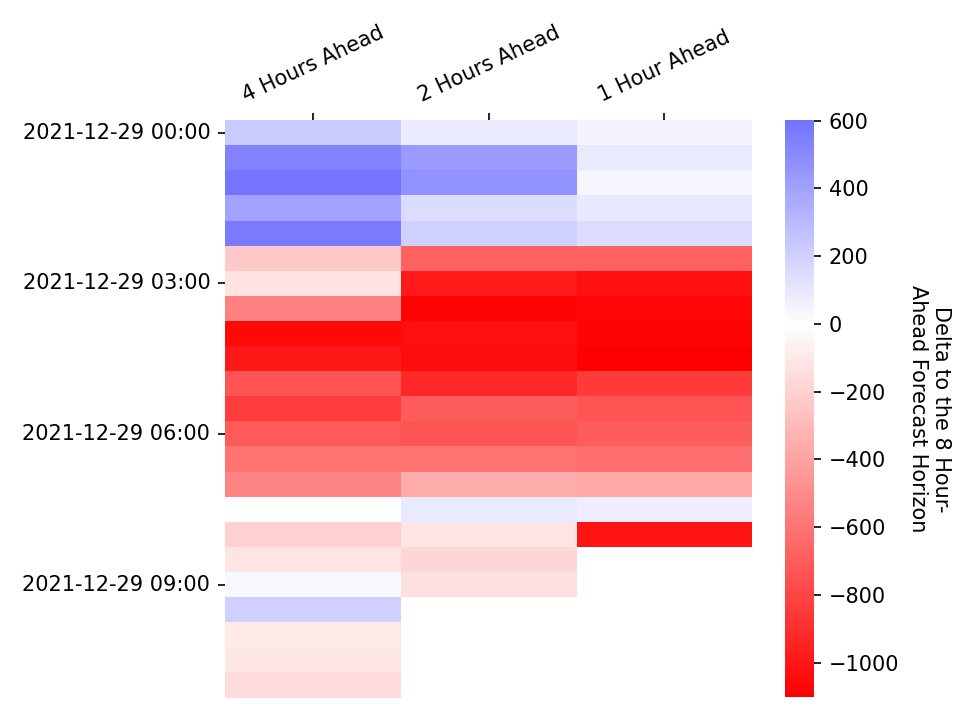 4 Hours Ahead
2 Hours Ahead
1 Hour Ahead
2021-12-29 00:00
2021-12-29 03:00
2021-12-29 06:00
2021-12-29 09:00
600
400
200
0
−200
−400
−600
−800
−1000
Delta to the 8 Hour-
Ahead Forecast Horizon